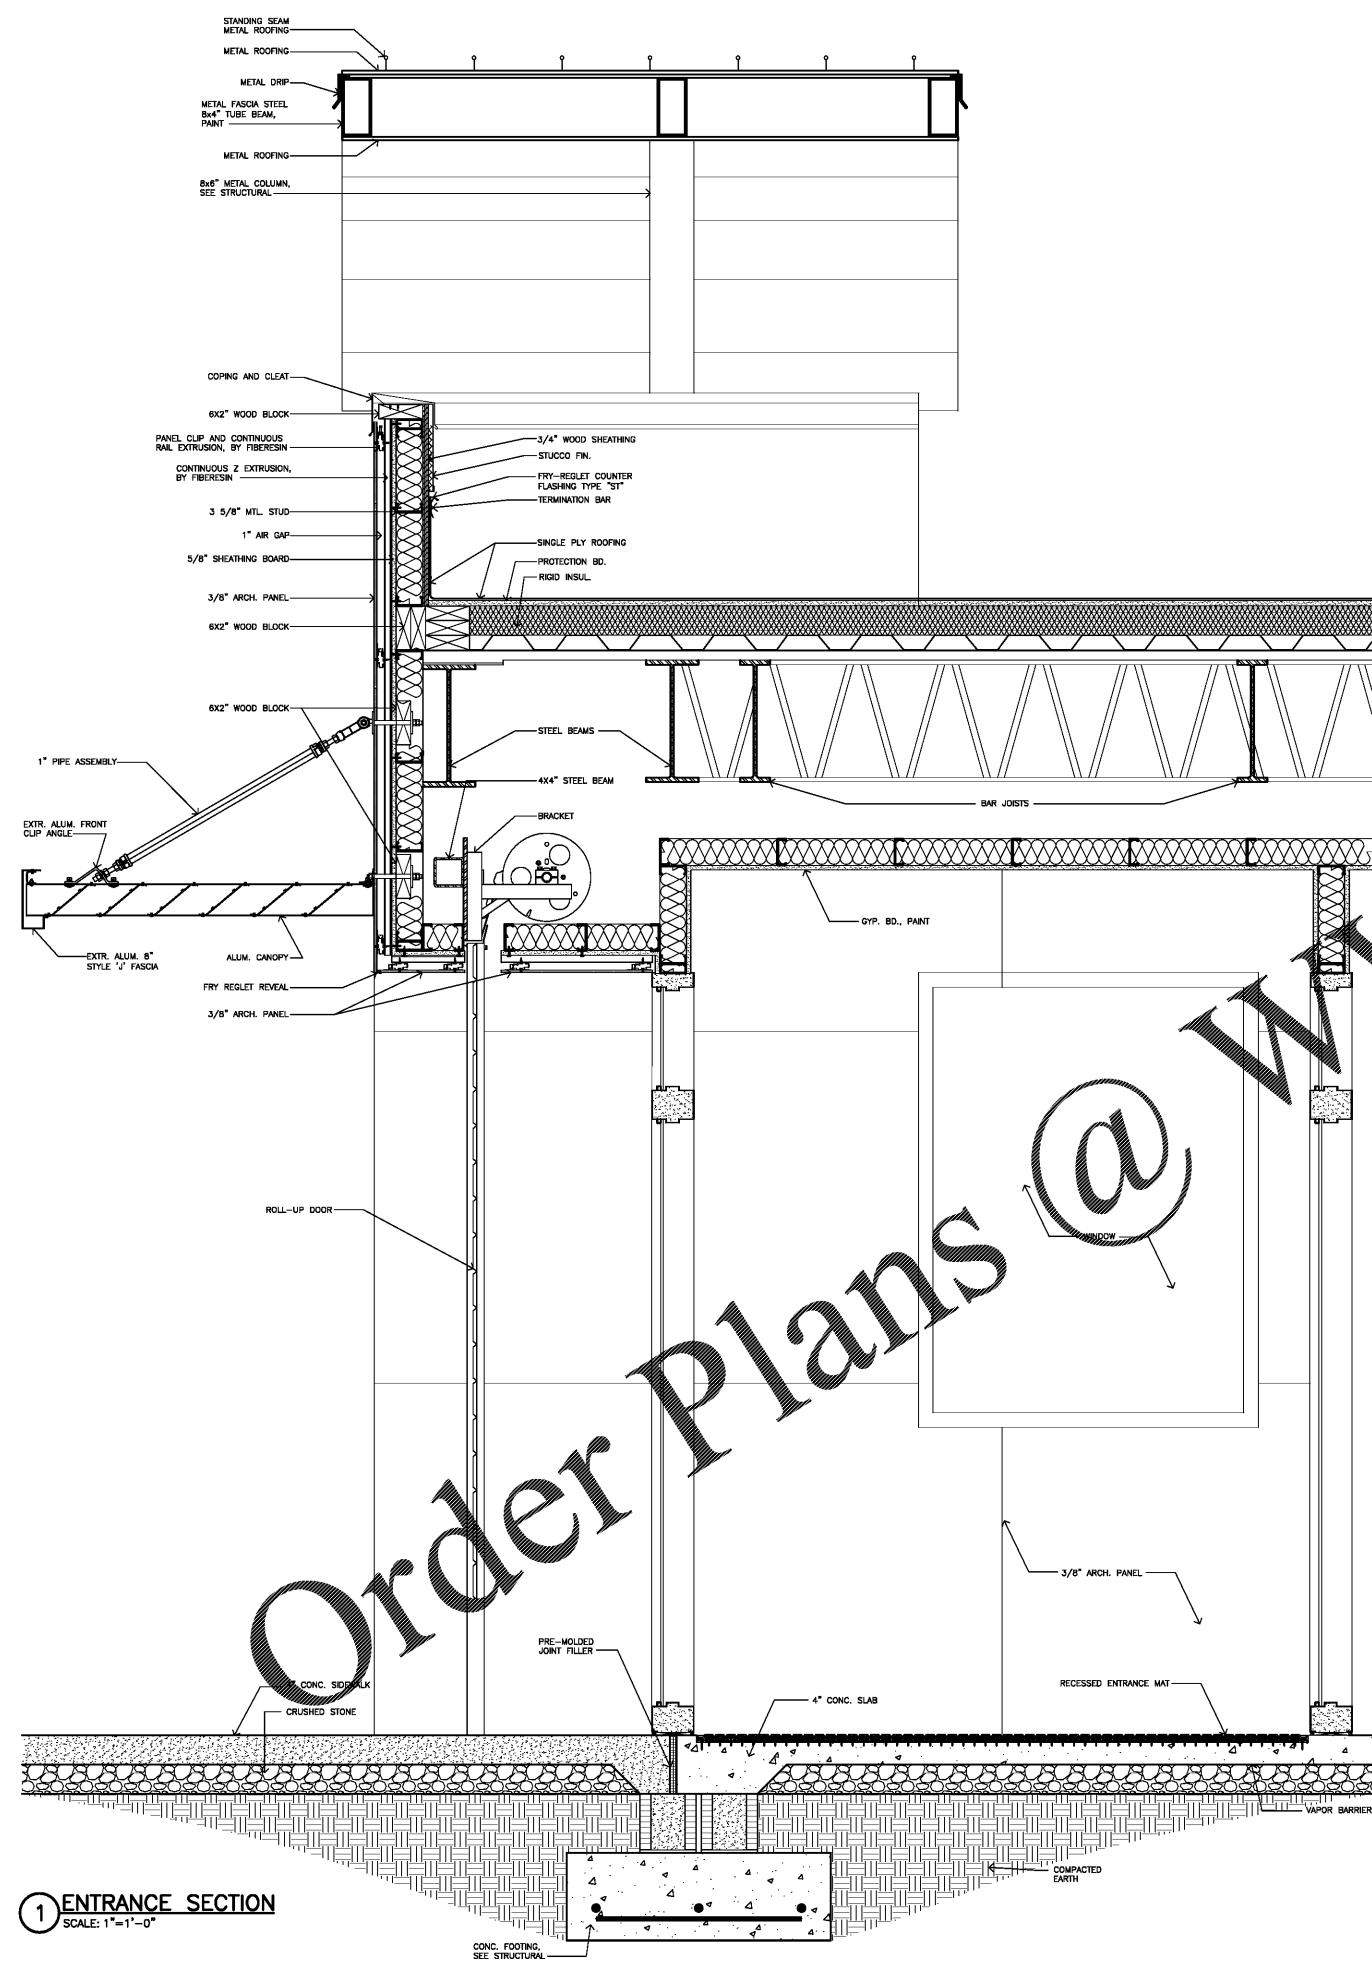 STANDING SEAM
METAL ROOFING
METAL ROOFING
METAL DRIP
METAL FASCIA STEEL
8x4" TUBE BEAM,
PAINT
METAL ROOFING
8x6" METAL COLUMN,
SEE STRUCTURAL
COPING AND CLEAT
6X2" WOOD BLOCK
PANEL CLIP AND CONTINUOUS
RAIL EXTRUSION, BY FIBERESIN
CONTINUOUS Z EXTRUSION,
BY FIBERESIN
3 5/8" MTL. STUD
1" AIR GAP
5/8" SHEATHING BOARD
3/8" ARCH. PANEL
6X2" WOOD BLOCK
6X2" WOOD BLOCK
3/4" WOOD SHEATHING
STUCCO FIN.
FRY-REGLET COUNTER
FLASHING TYPE "ST"
TERMINATION BAR
SINGLE PLY ROOFING
PROTECTION BD.
RIGID INSUL.
STEEL BEAMS
4X4" STEEL BEAM
BRACKET
BAR JOISTS
1" PIPE ASSEMBLY
EXTR. ALUM. FRONT
CLIP ANGLE
EXTR. ALUM. 8"
STYLE 'J' FASCIA
ALUM. CANOPY
FRY REGLET REVEAL
3/8" ARCH. PANEL
GYP. BD., PAINT
ROLL-UP DOOR
WINDOW
3/8" ARCH. PANEL
PRE-MOLDED
JOINT FILLER
CONC. SIDEWALK
CRUSHED STONE
4" CONC. SLAB
RECESSED ENTRANCE MAT
VAPOR BARRIER
COMPACTED
EARTH
CONC. FOOTING,
SEE STRUCTURAL
1 ENTRANCE SECTION
SCALE: 1"=1'-0"
Order Plans @ W